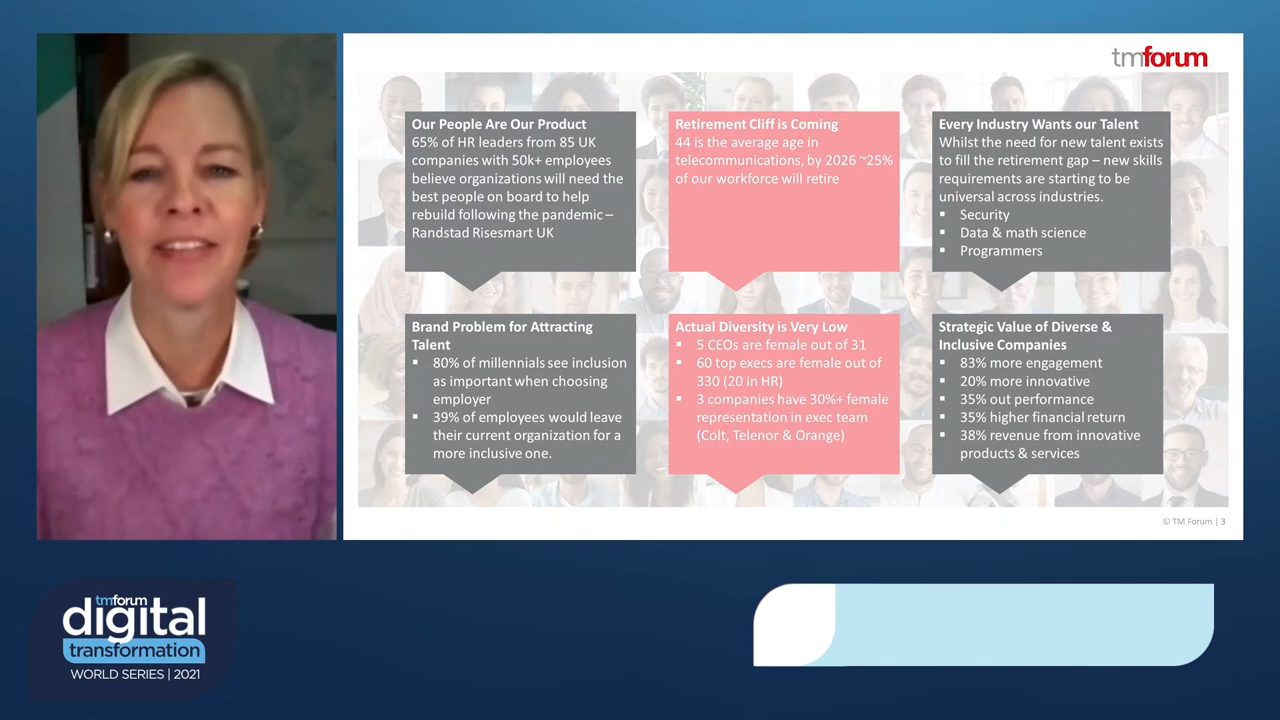 tmforum
Our People Are Our Product
65% of HR leaders from 85 UK
companies with 50k+ employees
believe organizations will need the
best people on board to help
rebuild following the pandemic –
Randstad Risesmart UK
Retirement Cliff is Coming
44 is the average age in
telecommunications, by 2026 ~25%
of our workforce will retire
Every Industry Wants our Talent
Whilst the need for new talent exists
to fill the retirement gap – new skills
requirements are starting to be
universal across industries.
▪ Security
▪ Data & math science
▪ Programmers
Brand Problem for Attracting
Talent
▪ 80% of millennials see inclusion
as important when choosing
employer
▪ 39% of employees would leave
their current organization for a
more inclusive one.
Actual Diversity is Very Low
▪ 5 CEOs are female out of 31
▪ 60 top execs are female out of
330 (20 in HR)
▪ 3 companies have 30%+ female
representation in exec team
(Colt, Telenor & Orange)
Strategic Value of Diverse &
Inclusive Companies
▪ 83% more engagement
▪ 20% more innovative
▪ 35% out performance
▪ 35% higher financial return
▪ 38% revenue from innovative
products & services
© TM Forum | 3
tmforum
digital
transformation
WORLD SERIES | 2021